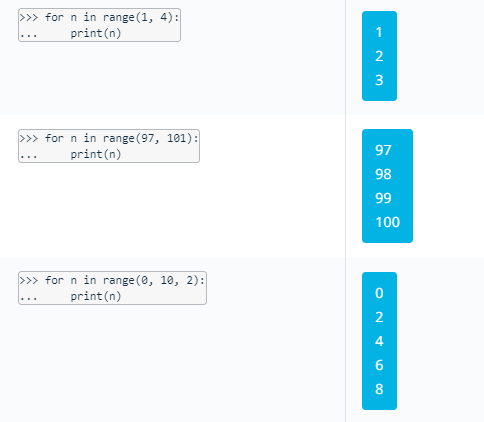 >>> for n in range(1, 4):
...     print(n)
1
2
3
>>> for n in range(97, 101):
...     print(n)
97
98
99
100
>>> for n in range(0, 10, 2):
...     print(n)
0
2
4
6
8